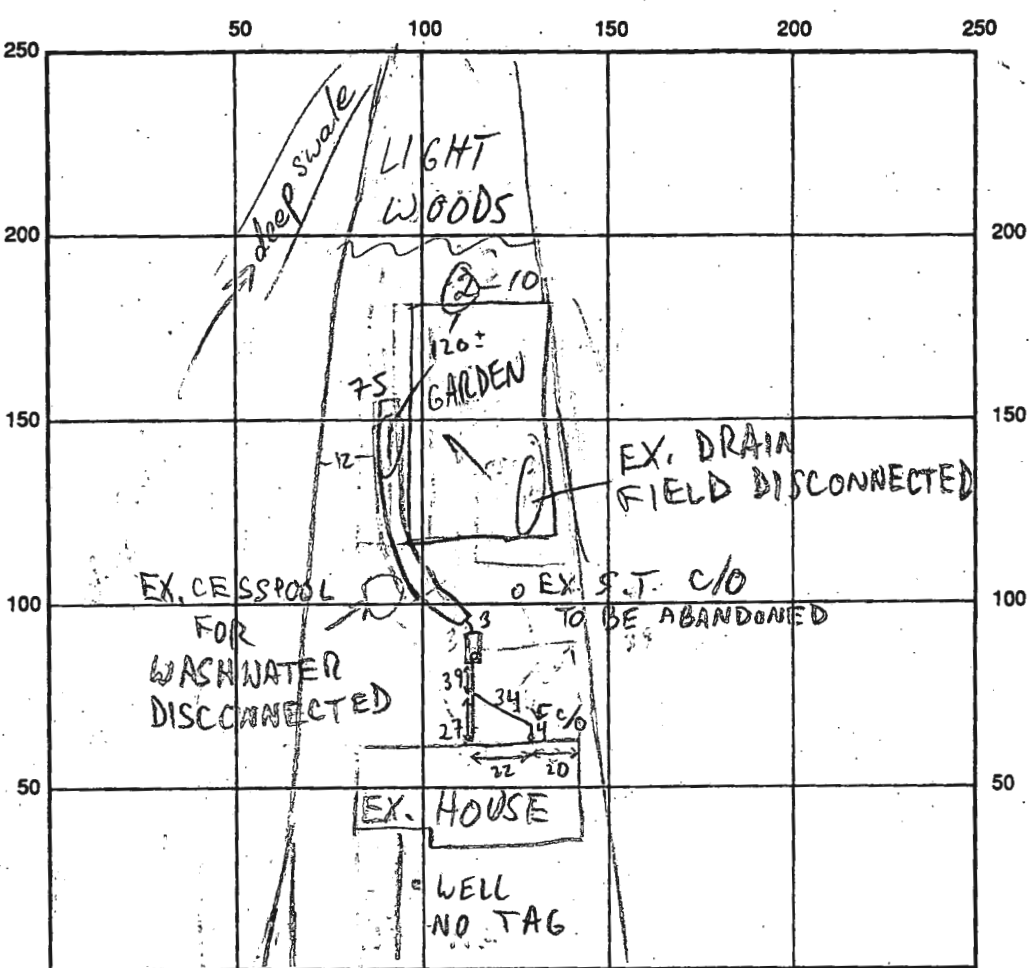 50 100 150 200 250
250
deep swale
LIGHT
WOODS
200 200
2 10
120±
GARDEN
75
150 150
12
EX. DRAIN
FIELD DISCONNECTED
EX. CESSPOOL
FOR
WASHWATER
DISCONNECTED
EX S.T. C/O
TO BE ABANDONED
100 100
3
39
34
27
4
C/O
22 20
50 50
EX. HOUSE
WELL
NO TAG